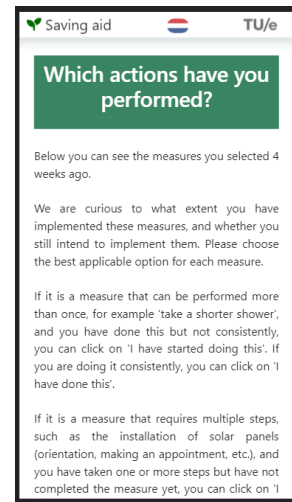 Saving aid TU/e
Which actions have you
performed?
Below you can see the measures you selected 4
weeks ago.
We are curious to what extent you have
implemented these measures, and whether you
still intend to implement them. Please choose
the best applicable option for each measure.
If it is a measure that can be performed more
than once, for example 'take a shorter shower',
and you have done this but not consistently,
you can click on 'I have started doing this'. If
you are doing it consistently, you can click on 'I
have done this'.
If it is a measure that requires multiple steps,
such as the installation of solar panels
(orientation, making an appointment, etc.), and
you have taken one or more steps but have not
completed the measure yet, you can click on 'I